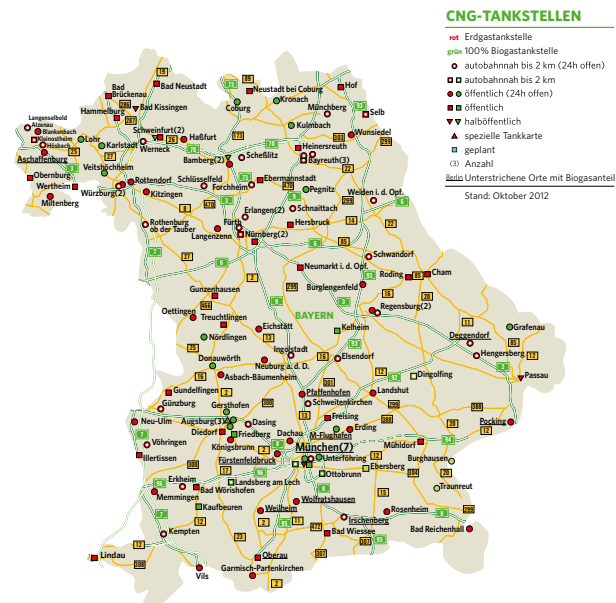 CNG-TANKSTELLEN
rot Erdgastankstelle
grün 100% Biogastankstelle
autobahnnah bis 2 km (24h offen)
autobahnnah bis 2 km
öffentlich (24h offen)
öffentlich
halböffentlich
spezielle Tankkarte
geplant
(3) Anzahl
Berlin Unterstrichene Orte mit Biogasanteil
Stand: Oktober 2012
Bad Neustadt
Bad
Brückenau
Neustadt bei Coburg
Hof
Coburg
Kronach
Münchberg
Selb
Bad Kissingen
Hammelburg
Langenselbold
Alzenau
Blankenbach
Kleinostheim
Hösbach
Aschaffenburg
Lohr
Karlstadt
Schweinfurt(2)
Werneck
Haßfurt
Kulmbach
Wunsiedel
Bamberg(2)
Scheßlitz
Heinersreuth
Bayreuth(3)
Veitshöchheim
Obernburg
Wertheim
Miltenberg
Würzburg(2)
Rottendorf
Kitzingen
Schlüsselfeld
Forchheim
Ebermannstadt
Pegnitz
Weiden i. d. Opf.
Erlangen(2)
Schnaittach
Rothenburg
ob der Tauber
Langenzenn
Fürth
Hersbruck
Nürnberg(2)
Schwandorf
Neumarkt i. d. Opf.
Roding
Cham
Burglengenfeld
Gunzenhausen
Regensburg(2)
Oettingen
Treuchtlingen
BAYERN
Eichstätt
Kelheim
Grafenau
Deggendorf
Nördlingen
Donauwörth
Ingolstadt
Elsendorf
Hengersberg
Neuburg a. d. D.
Asbach-Bäumenheim
Dingolfing
Passau
Gundelfingen
Pfaffenhofen
Landshut
Günzburg
Gersthofen
Schweitenkirchen
Neu-Ulm
Augsburg(3)
Dasing
Freising
Pocking
Diedorf
Friedberg
Dachau
M-Flughafen
Erding
Vöhringen
Königsbrunn
München(7)
Mühldorf
Illertissen
Fürstenfeldbruck
Unterföhring
Burghausen
Ebersberg
Ottobrunn
Erkheim
Landsberg am Lech
Traunreut
Memmingen
Bad Wörishofen
Kaufbeuren
Wolfratshausen
Weilheim
Rosenheim
Irschenberg
Bad Reichenhall
Kempten
Bad Wiessee
Lindau
Oberau
Vils
Garmisch-Partenkirchen